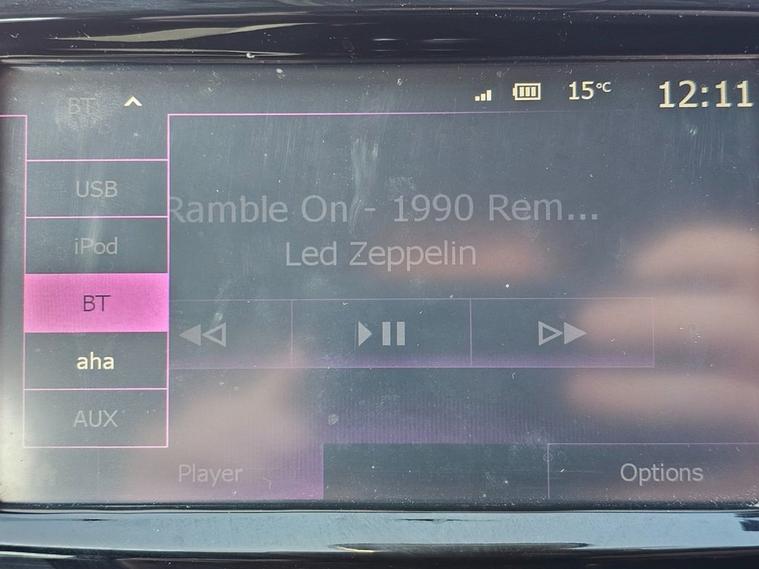 BT
15°C
12:11
USB
iPod
BT
aha
AUX
Ramble On - 1990 Rem...
Led Zeppelin
Player
Options